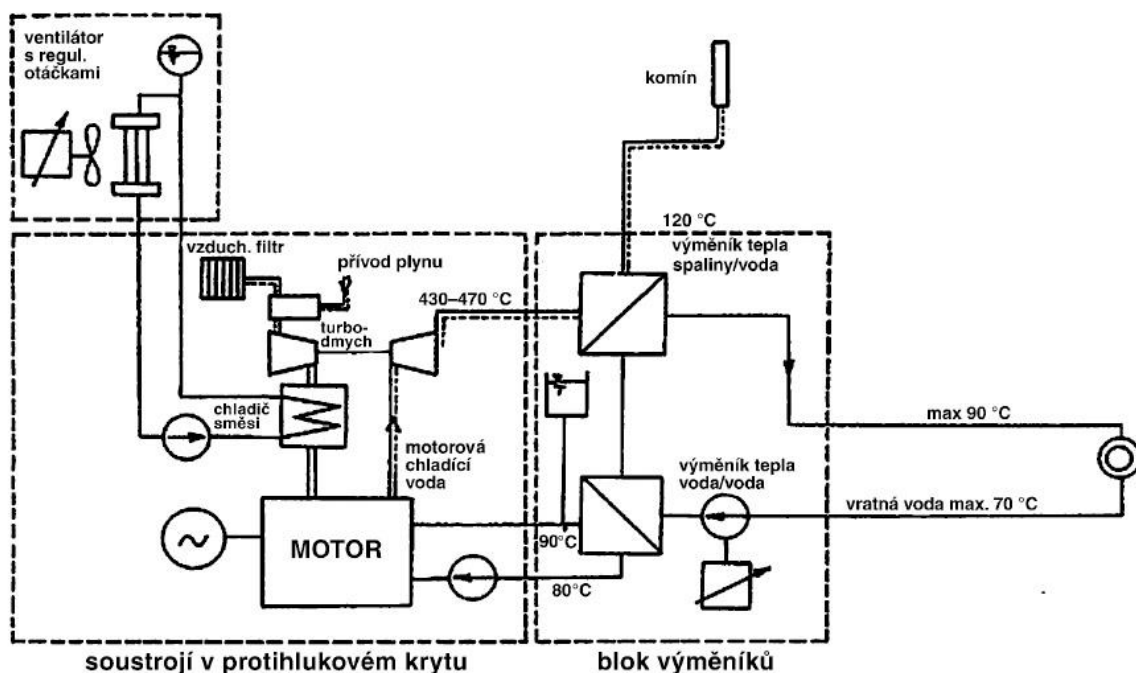 ventilátor
s regul.
otáčkami
komín
120 °C
vzduch. filtr
výměník tepla
spaliny/voda
přívod plynu
430–470 °C
turbo-
dmych
chladič
směsi
max 90 °C
motorová
chladící
voda
výměník tepla
voda/voda
vratná voda max. 70 °C
MOTOR
90°C
80°C
soustrojí v protihlukovém krytu
blok výměníků